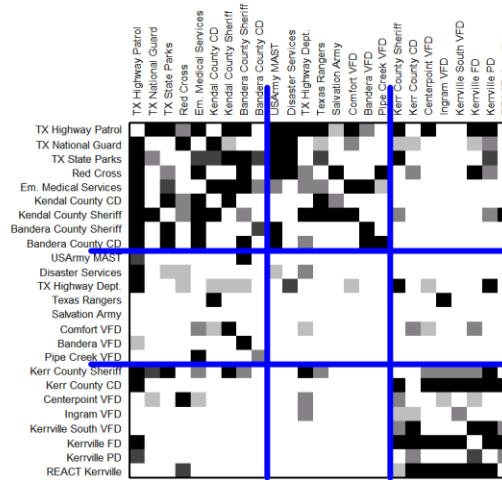 TX Highway Patrol
TX National Guard
TX State Parks
Red Cross
Em. Medical Services
Kendal County CD
Kendal County Sheriff
Bandera County Sheriff
Bandera County CD
USArmy MAST
Disaster Services
TX Highway Dept.
Texas Rangers
Salvation Army
Comfort VFD
Bandera VFD
Pipe Creek VFD
Kerr County Sheriff
Kerr County CD
Centerpoint VFD
Ingram VFD
Kerrville South VFD
Kerrville FD
Kerrville PD
TX Highway Patrol
TX National Guard
TX State Parks
Red Cross
Em. Medical Services
Kendal County CD
Kendal County Sheriff
Bandera County Sheriff
Bandera County CD
USArmy MAST
Disaster Services
TX Highway Dept.
Texas Rangers
Salvation Army
Comfort VFD
Bandera VFD
Pipe Creek VFD
Kerr County Sheriff
Kerr County CD
Centerpoint VFD
Ingram VFD
Kerrville South VFD
Kerrville FD
Kerrville PD
REACT Kerrville